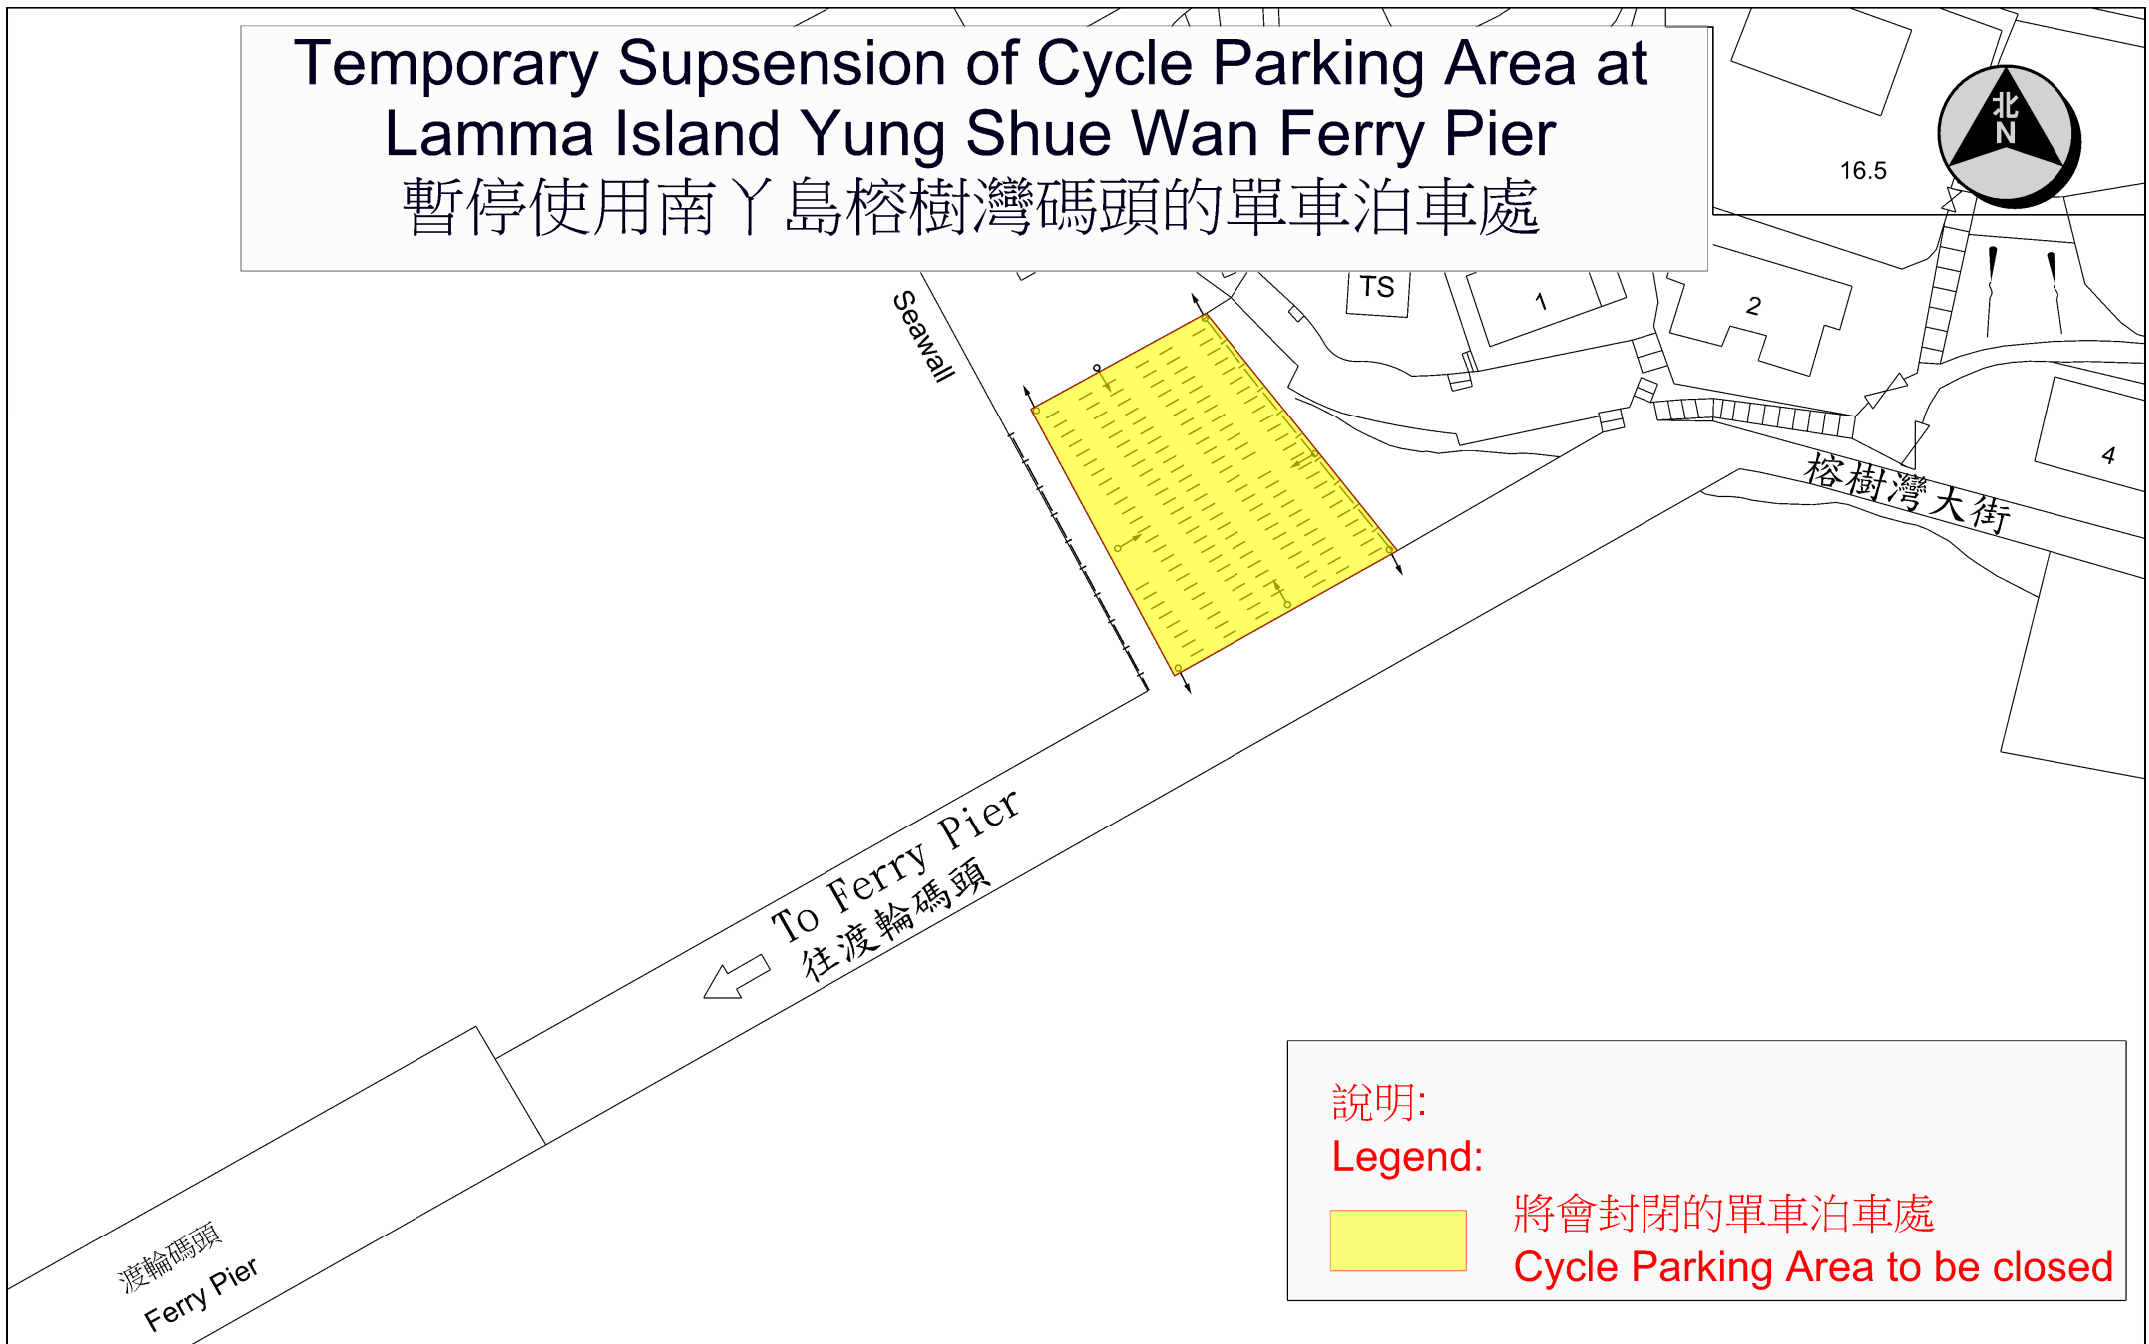 Temporary Supsension of Cycle Parking Area at
Lamma Island Yung Shue Wan Ferry Pier
暫停使用南丫島榕樹灣碼頭的單車泊車處
北
N
16.5
Seawall
TS
1
2
4
榕樹灣大街
To Ferry Pier
往渡輪碼頭
渡輪碼頭
Ferry Pier
說明:
Legend:
將會封閉的單車泊車處
Cycle Parking Area to be closed